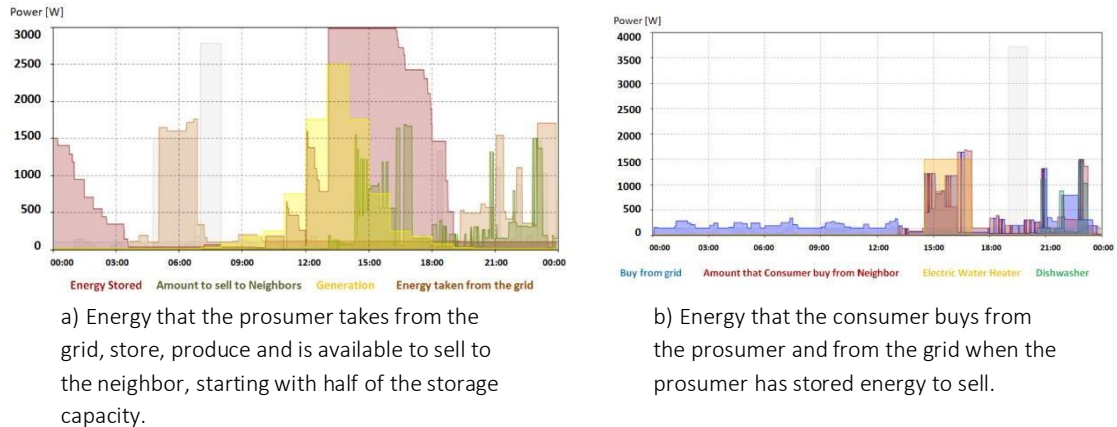 Power [W]
3000
2500
2000
1500
1000
500
0
00:00 03:00 06:00 09:00 12:00 15:00 18:00 21:00 00:00
Energy Stored Amount to sell to Neighbors Generation Energy taken from the grid
a) Energy that the prosumer takes from the
grid, store, produce and is available to sell to
the neighbor, starting with half of the storage
capacity.
Power [W]
4000
3500
3000
2500
2000
1500
1000
500
0
00:00 03:00 06:00 09:00 12:00 15:00 18:00 21:00 00:00
Buy from grid Amount that Consumer buy from Neighbor Electric Water Heater Dishwasher
b) Energy that the consumer buys from
the prosumer and from the grid when the
prosumer has stored energy to sell.